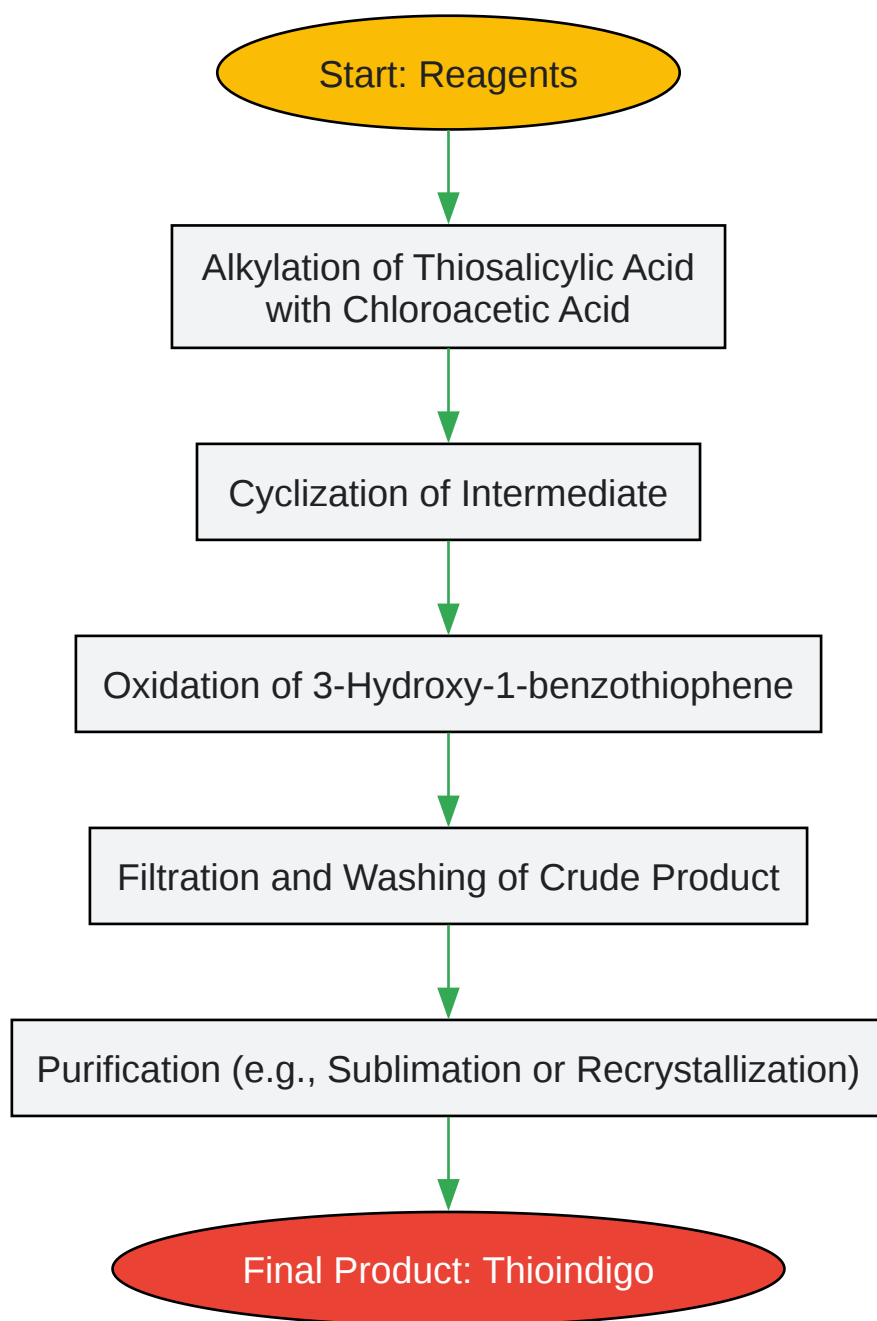 Start: Reagents
Alkylation of Thiosalicylic Acid
with Chloroacetic Acid
Cyclization of Intermediate
Oxidation of 3-Hydroxy-1-benzothiophene
Filtration and Washing of Crude Product
Purification (e.g., Sublimation or Recrystallization)
Final Product: Thioindigo